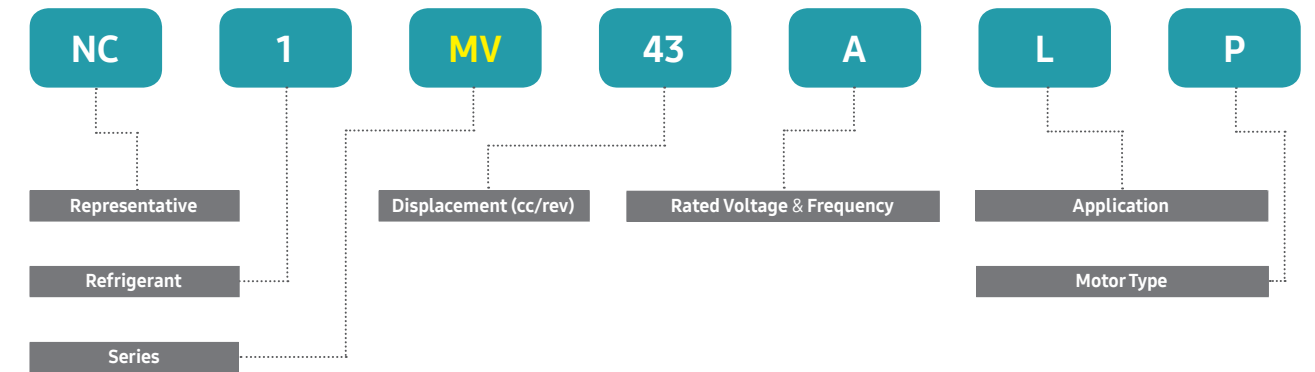 NC 1 MV 43 A L P
Representative Displacement (cc/rev) Rated Voltage & Frequency Application
Refrigerant Motor Type
Series